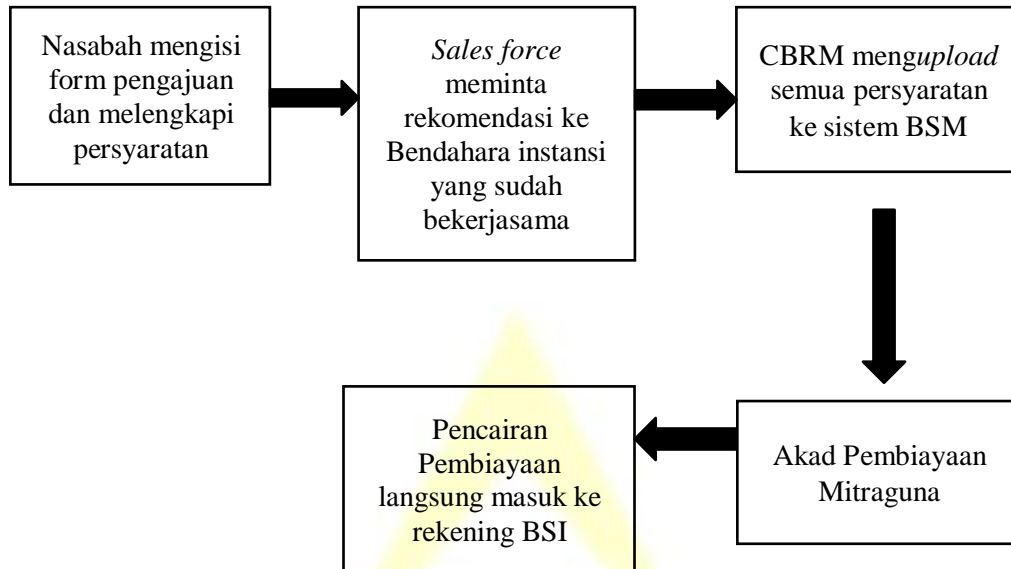 Nasabah mengisi
form pengajuan
dan melengkapi
persyaratan
Sales force
meminta
rekomendasi ke
Bendahara instansi
yang sudah
bekerjasama
CBRM mengupload
semua persyaratan
ke sistem BSM
Akad Pembiayaan
Mitraguna
Pencairan
Pembiayaan
langsung masuk ke
rekening BSI